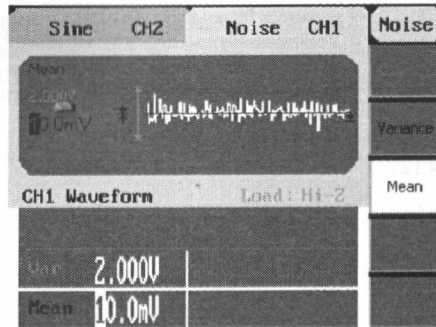 Sine CH2 Noise CH1 Noise
Mean
2.000V
10.0mV
Variance
Mean
CH1 Waveform Load: Hi-Z
Var 2.000V
Mean 10.0mV